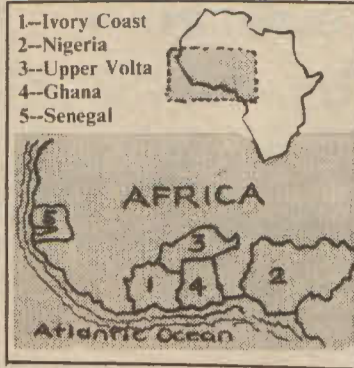 1--Ivory Coast
2--Nigeria
3--Upper Volta
4--Ghana
5--Senegal
AFRICA
5
3
1
4
2
Atlantic Ocean